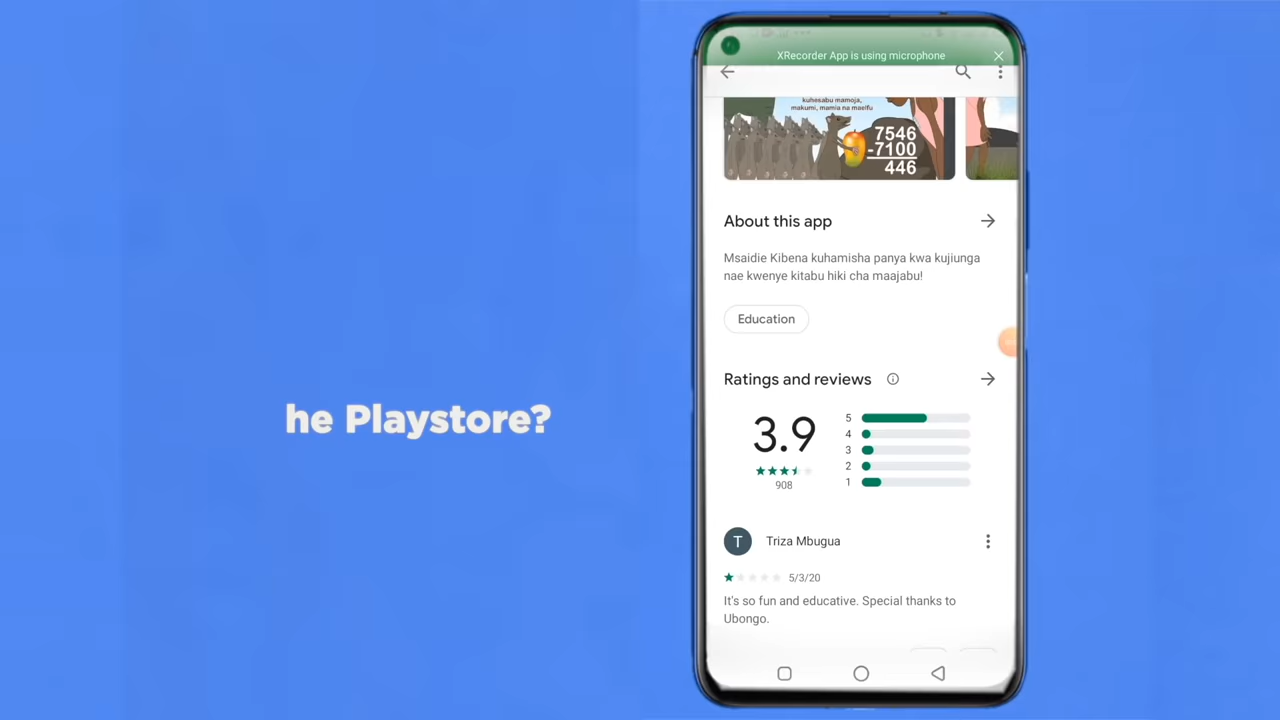 he Playstore?
XRecorder App is using microphone
kuhesabu mamoja,
makumi, mamia na maelfu
7546
-7100
446
About this app
Msaidie Kibena kuhamisha panya kwa kujiunga
nae kwenye kitabu hiki cha maajabu!
Education
Ratings and reviews
3.9
908
5
4
3
2
1
T
Triza Mbugua
5/3/20
It's so fun and educative. Special thanks to
Ubongo.